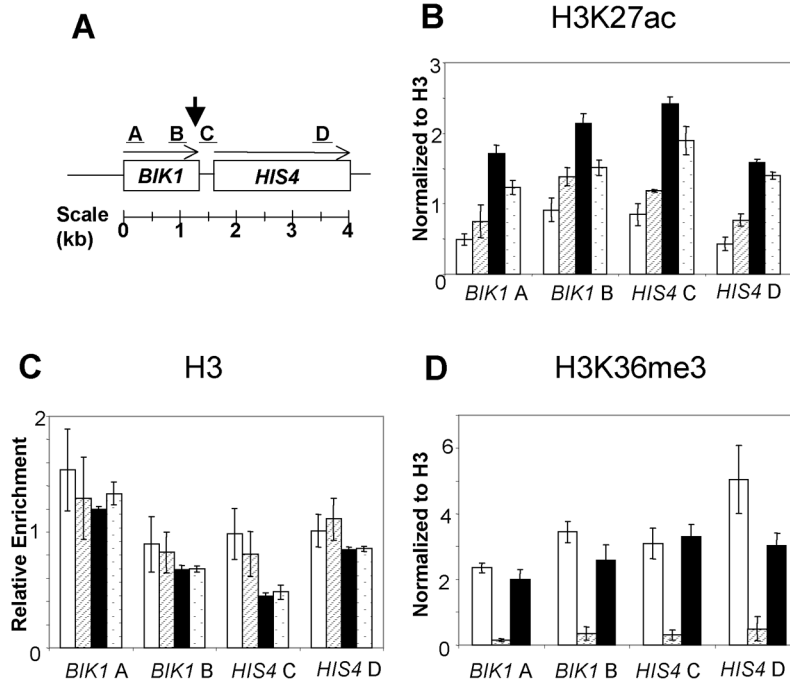 A
A B C D
BIK1 HIS4
Scale
(kb)
0 1 2 3 4
B
H3K27ac
Normalized to H3
3
2
1
0
BIK1 A BIK1 B HIS4 C HIS4 D
C
H3
Relative Enrichment
2
1
0
BIK1 A BIK1 B HIS4 C HIS4 D
D
H3K36me3
Normalized to H3
6
4
2
0
BIK1 A BIK1 B HIS4 C HIS4 D